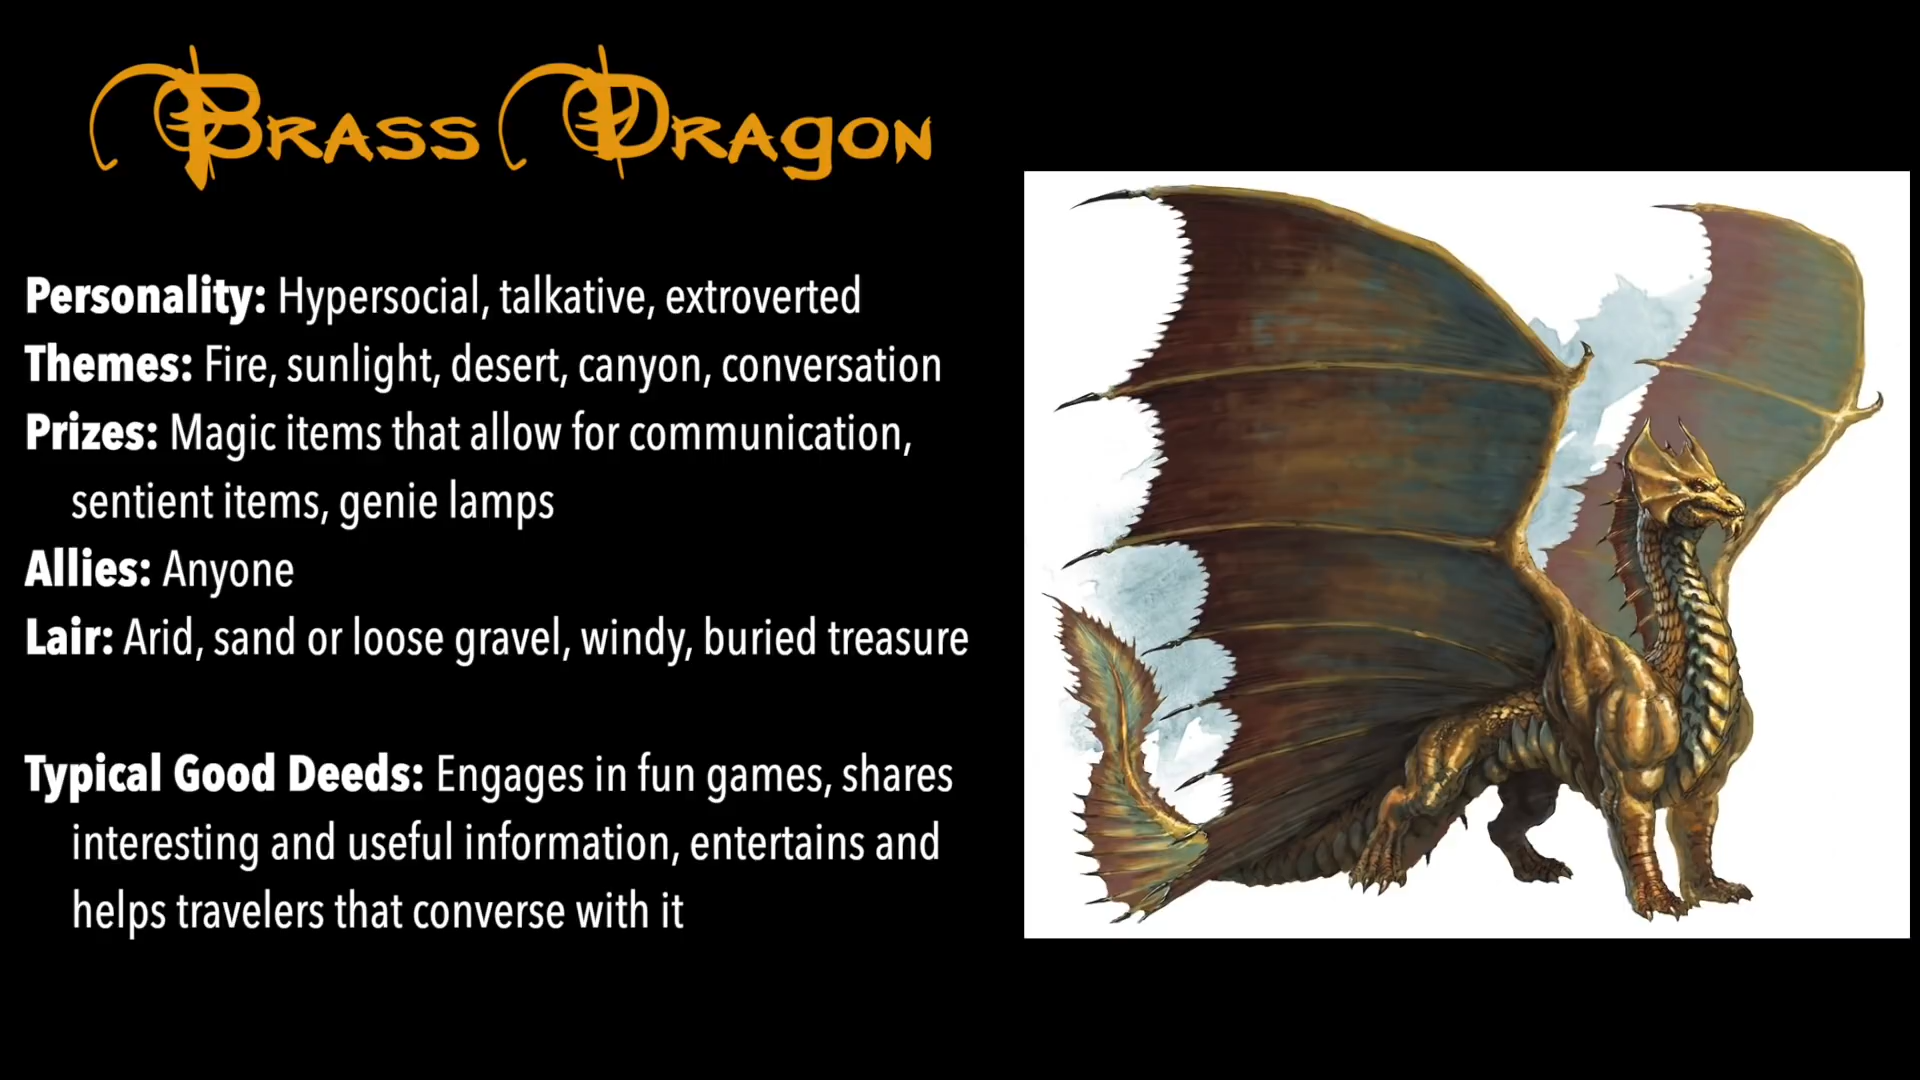 Brass Dragon
Personality: Hypersocial, talkative, extroverted
Themes: Fire, sunlight, desert, canyon, conversation
Prizes: Magic items that allow for communication,
sentient items, genie lamps
Allies: Anyone
Lair: Arid, sand or loose gravel, windy, buried treasure
Typical Good Deeds: Engages in fun games, shares
interesting and useful information, entertains and
helps travelers that converse with it